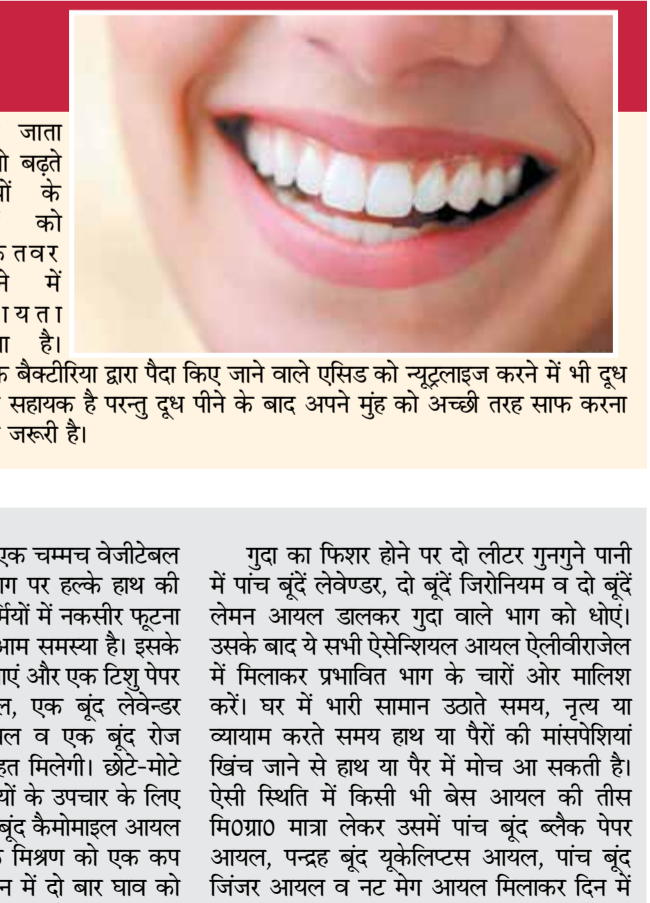 जाता
बढ़ते
के
को
तवर
में
है।
बैक्टीरिया द्वारा पैदा किए जाने वाले एसिड को न्यूट्रलाइज करने में भी दूध
सहायक है परन्तु दूध पीने के बाद अपने मुंह को अच्छी तरह साफ करना
जरूरी है।
एक चम्मच वेजीटेबल
पर हल्के हाथ की
में नकसीर फूटना
आम समस्या है। इसके
और एक टिशु पेपर
एक बूंद लेवेन्डर
व एक बूंद रोज
मिलेगी। छोटे-मोटे
के उपचार के लिए
बूंद कैमोमाइल आयल
मिश्रण को एक कप
में दो बार घाव को
गुदा का फिशर होने पर दो लीटर गुनगुने पानी
में पांच बूंदें लेवेण्डर, दो बूंदें जिरोनियम व दो बूंदें
लेमन आयल डालकर गुदा वाले भाग को धोएं।
उसके बाद ये सभी ऐसेन्शियल आयल ऐलीवीराजेल
में मिलाकर प्रभावित भाग के चारों ओर मालिश
करें। घर में भारी सामान उठाते समय, नृत्य या
व्यायाम करते समय हाथ या पैरों की मांसपेशियां
खिंच जाने से हाथ या पैर में मोच आ सकती है।
ऐसी स्थिति में किसी भी बेस आयल की तीस
मि0ग्रा0 मात्रा लेकर उसमें पांच बूंद ब्लैक पेपर
आयल, पन्द्रह बूंद यूकेलिप्टस आयल, पांच बूंद
जिंजर आयल व नट मेग आयल मिलाकर दिन में